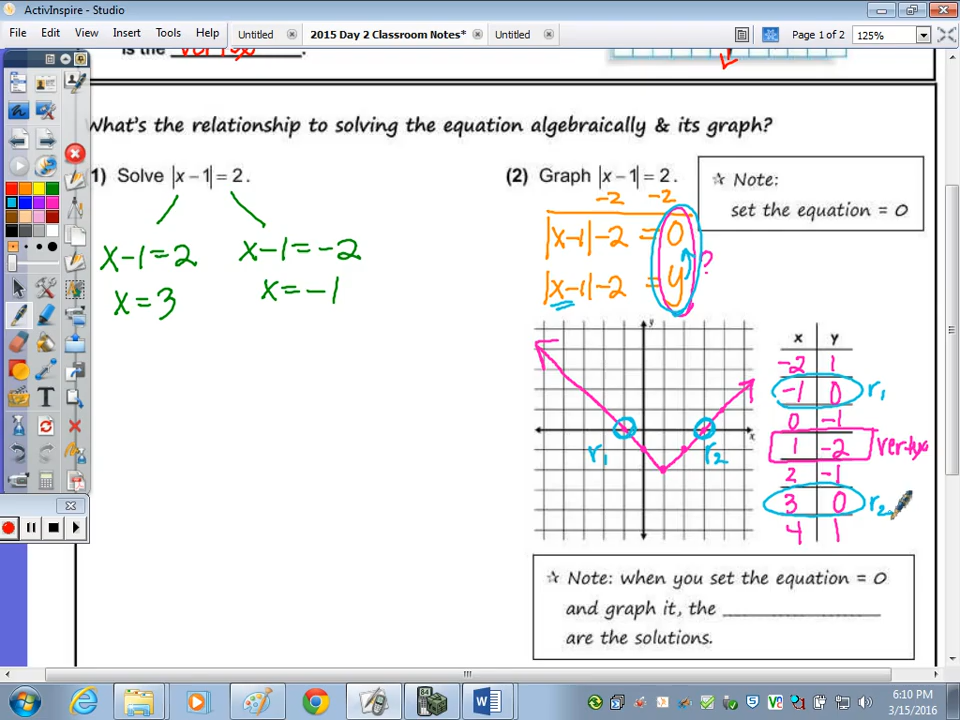 ActivInspire - Studio
File Edit View Insert Tools Help
Untitled 2015 Day 2 Classroom Notes* Untitled
Page 1 of 2 125%
is the vertex
What's the relationship to solving the equation algebraically & its graph?
1) Solve |x – 1| = 2.
x-1=2 x-1=-2
x=3 x=-1
(2) Graph |x – 1| = 2.
-2 -2
|x-1|-2 = 0
|x-1|-2 = y ?
☆ Note:
set the equation = 0
y
x
r1 r2
x y
-2 1
-1 0 r1
0 -1
1 -2 vertex
2 -1
3 0 r2
4 1
☆ Note: when you set the equation = 0
and graph it, the ____________
are the solutions.
6:10 PM
3/15/2016